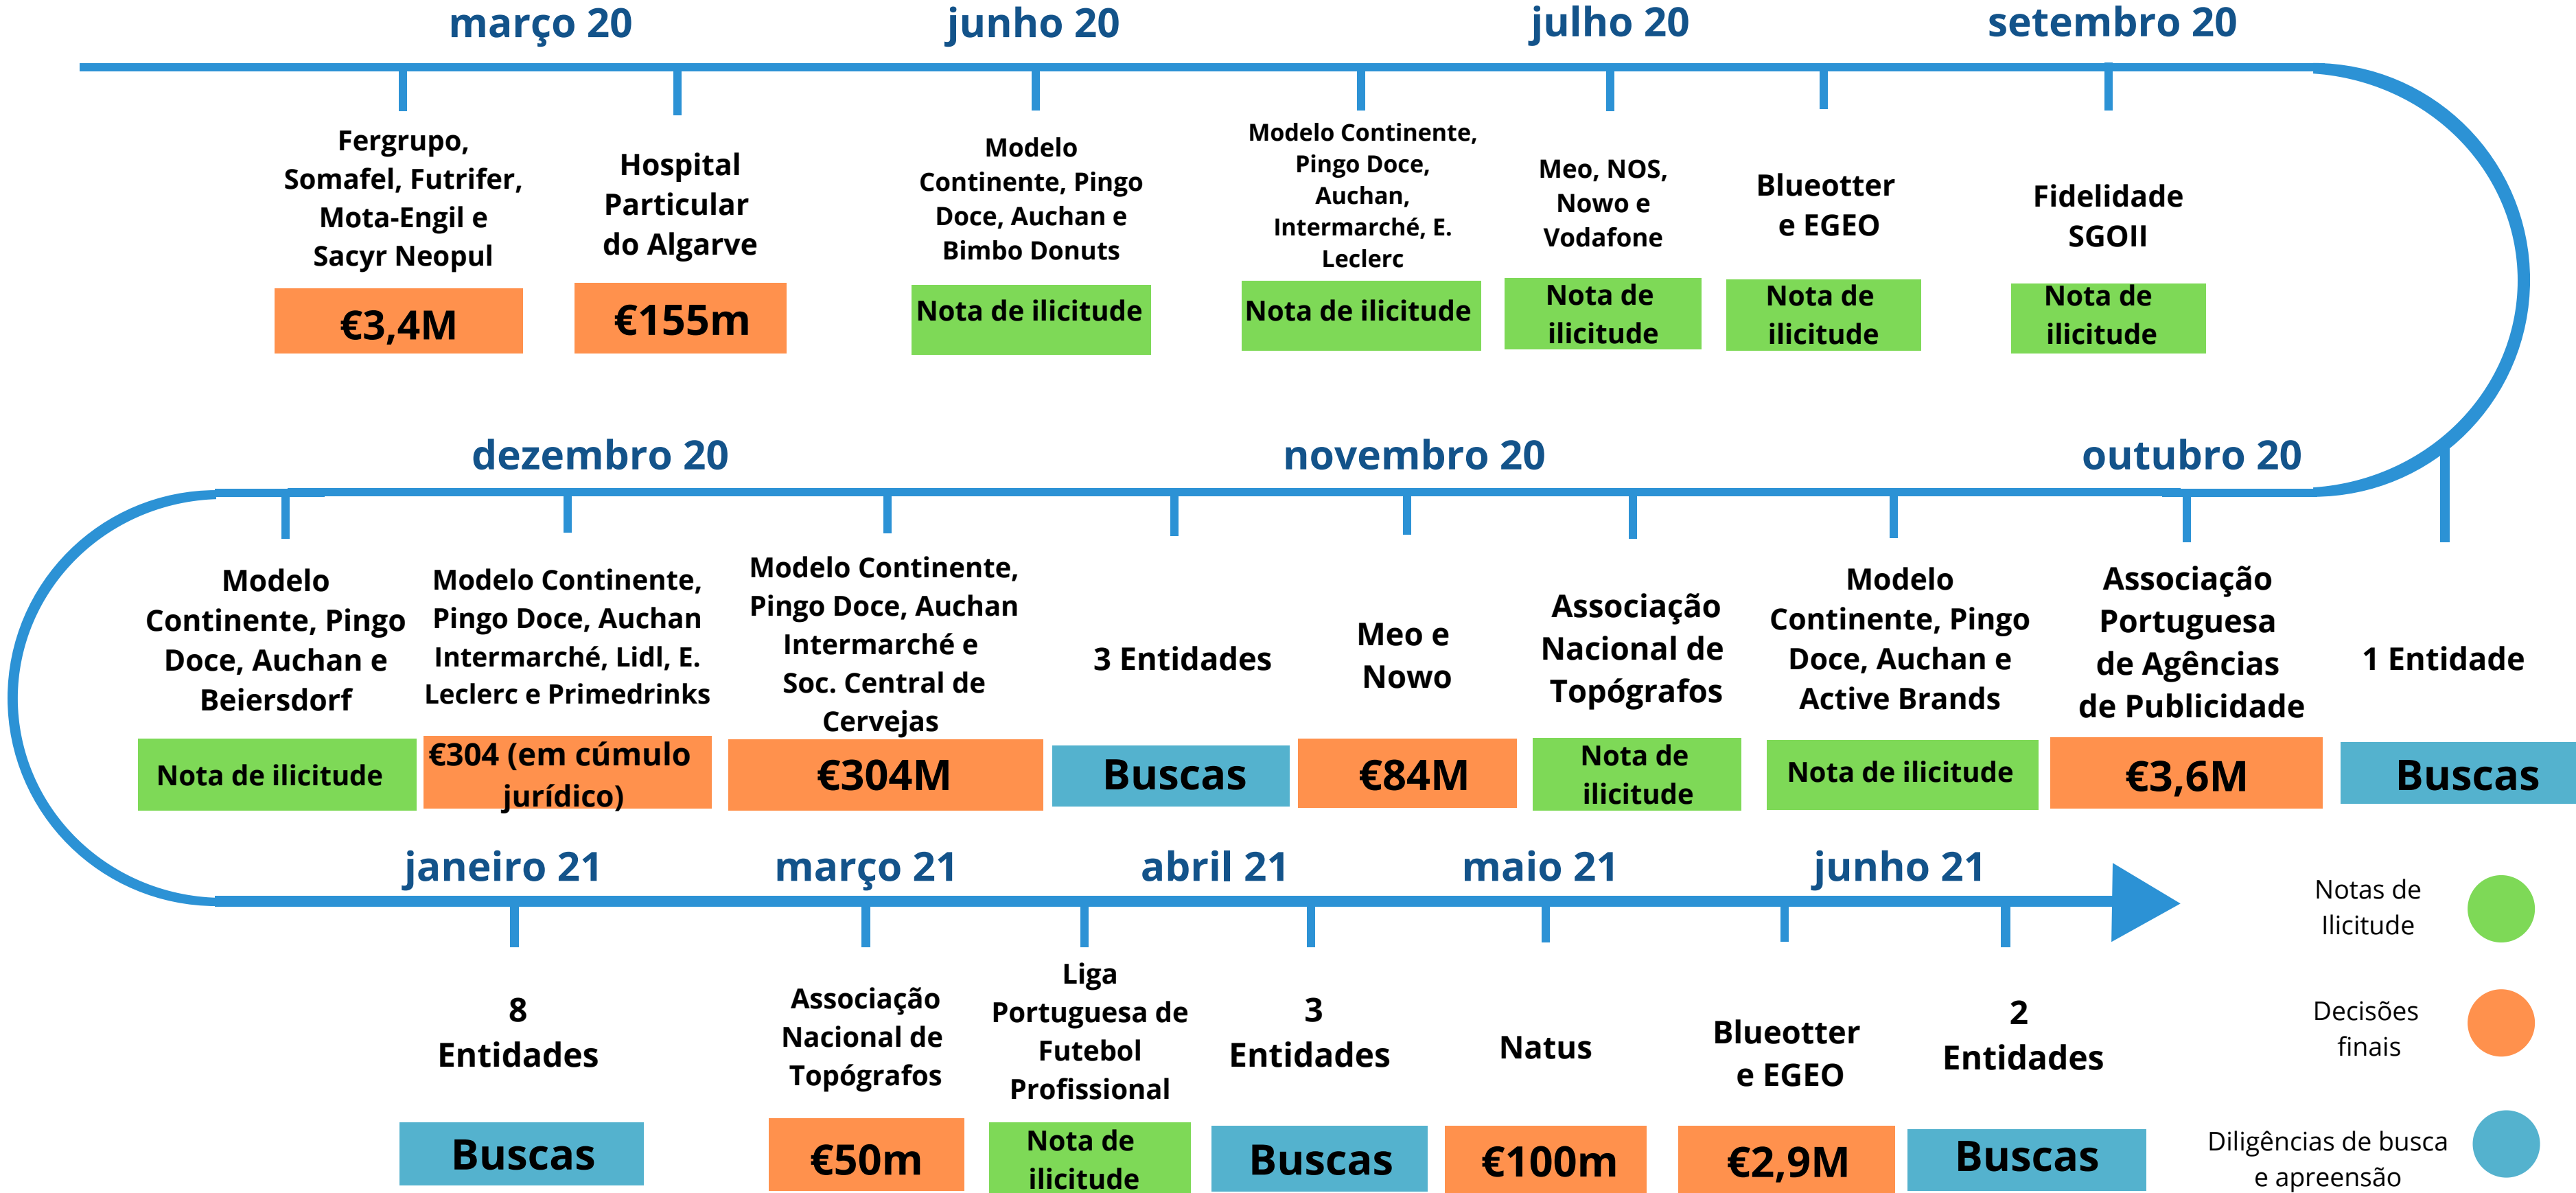 março 20
junho 20
julho 20
setembro 20
Fergrupo,
Somafel, Futrifer,
Mota-Engil e
Sacyr Neopul
€3,4M
Hospital
Particular
do Algarve
€155m
Modelo
Continente, Pingo
Doce, Auchan e
Bimbo Donuts
Nota de ilicitude
Modelo Continente,
Pingo Doce,
Auchan,
Intermarché, E.
Leclerc
Nota de ilicitude
Meo, NOS,
Nowo e
Vodafone
Nota de
ilicitude
Blueotter
e EGEO
Nota de
ilicitude
Fidelidade
SGOll
Nota de
ilicitude
dezembro 20
novembro 20
outubro 20
Modelo
Continente, Pingo
Doce, Auchan e
Beiersdorf
Nota de ilicitude
Modelo Continente,
Pingo Doce, Auchan
Intermarché, Lidl, E.
Leclerc e Primedrinks
€304 (em cúmulo
jurídico)
Modelo Continente,
Pingo Doce, Auchan
Intermarché e
Soc. Central de
Cervejas
€304M
3 Entidades
Buscas
Meo e
Nowo
€84M
Associação
Nacional de
Topógrafos
Nota de
ilicitude
Modelo
Continente, Pingo
Doce, Auchan e
Active Brands
Nota de ilicitude
Associação
Portuguesa
de Agências
de Publicidade
€3,6M
1 Entidade
Buscas
janeiro 21
março 21
abril 21
maio 21
junho 21
8
Entidades
Buscas
Associação
Nacional de
Topógrafos
€50m
Liga
Portuguesa de
Futebol
Profissional
Nota de
ilicitude
3
Entidades
Buscas
Natus
€100m
Blueotter
e EGEO
€2,9M
2
Entidades
Buscas
Notas de
Ilicitude
Decisões
finais
Diligências de busca
e apreensão